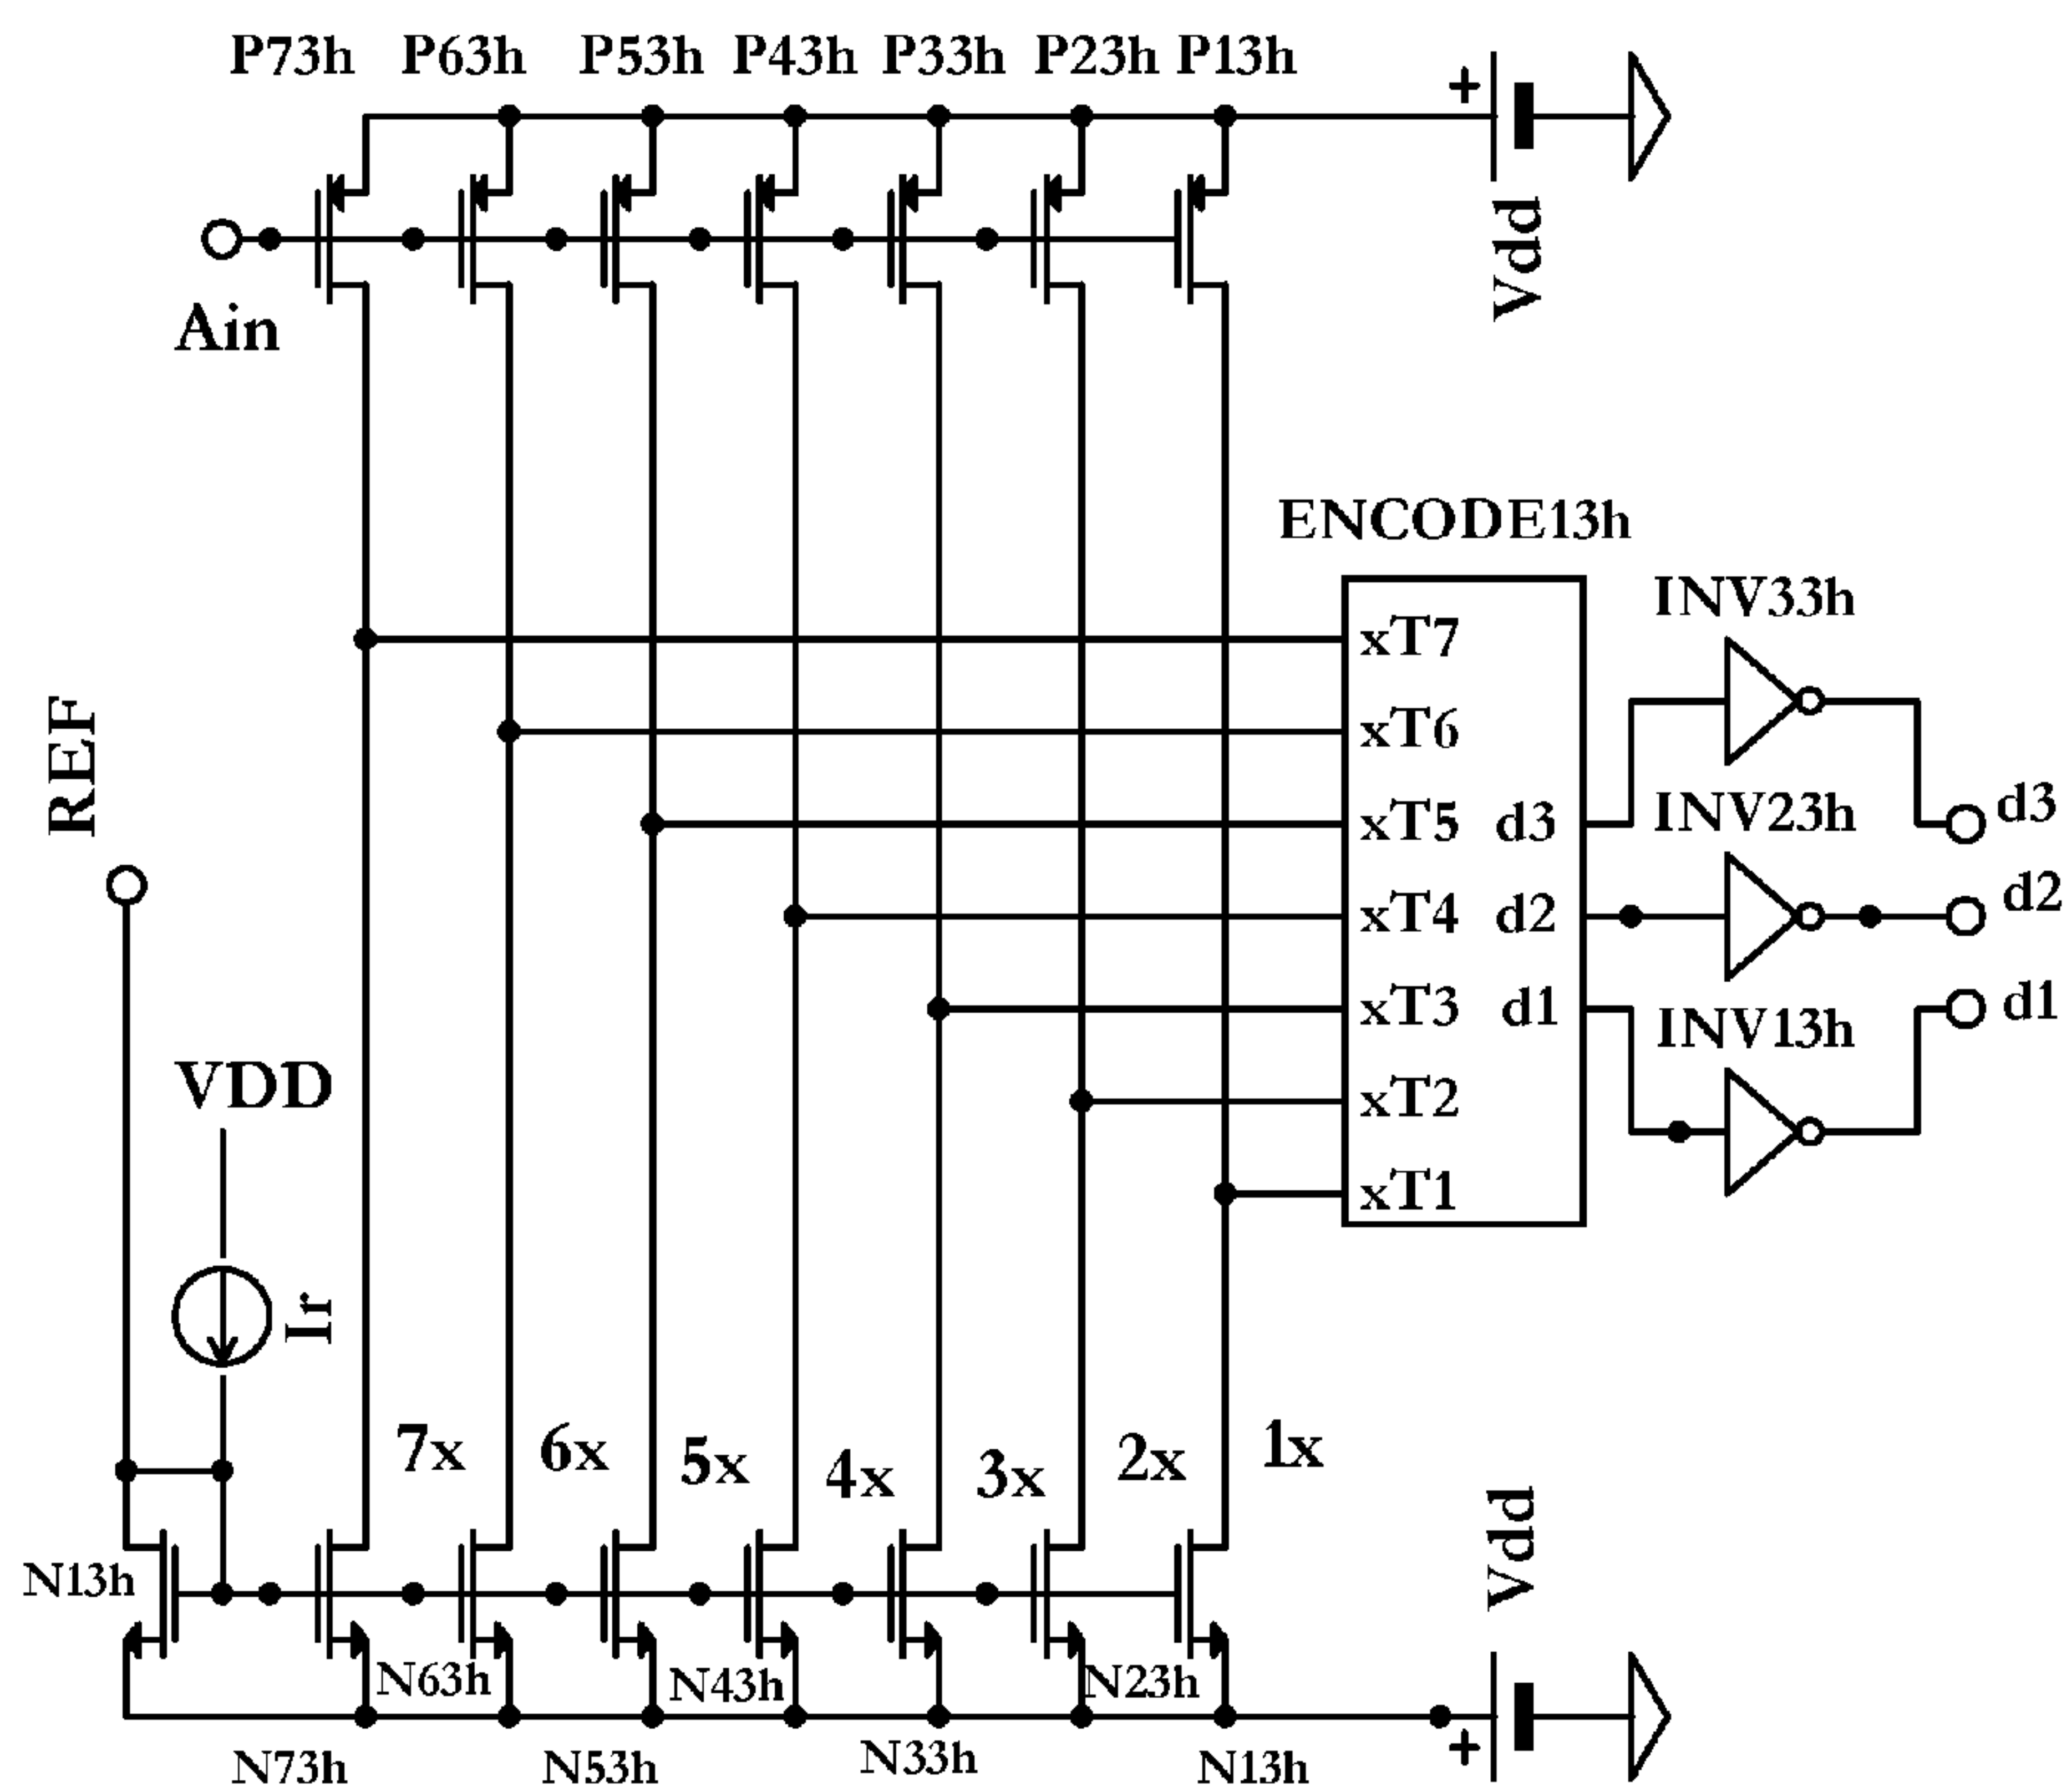 P73h P63h P53h P43h P33h P23h P13h
+
Vdd
Ain
ENCODE13h
INV33h
xT7
xT6
REF
xT5 d3
INV23h
d3
xT4 d2
d2
xT3 d1
INV13h
d1
VDD
xT2
xT1
Ir
7x 6x 5x 4x 3x 2x 1x
Vdd
N13h
N63h N43h N23h
+
N73h N53h N33h N13h